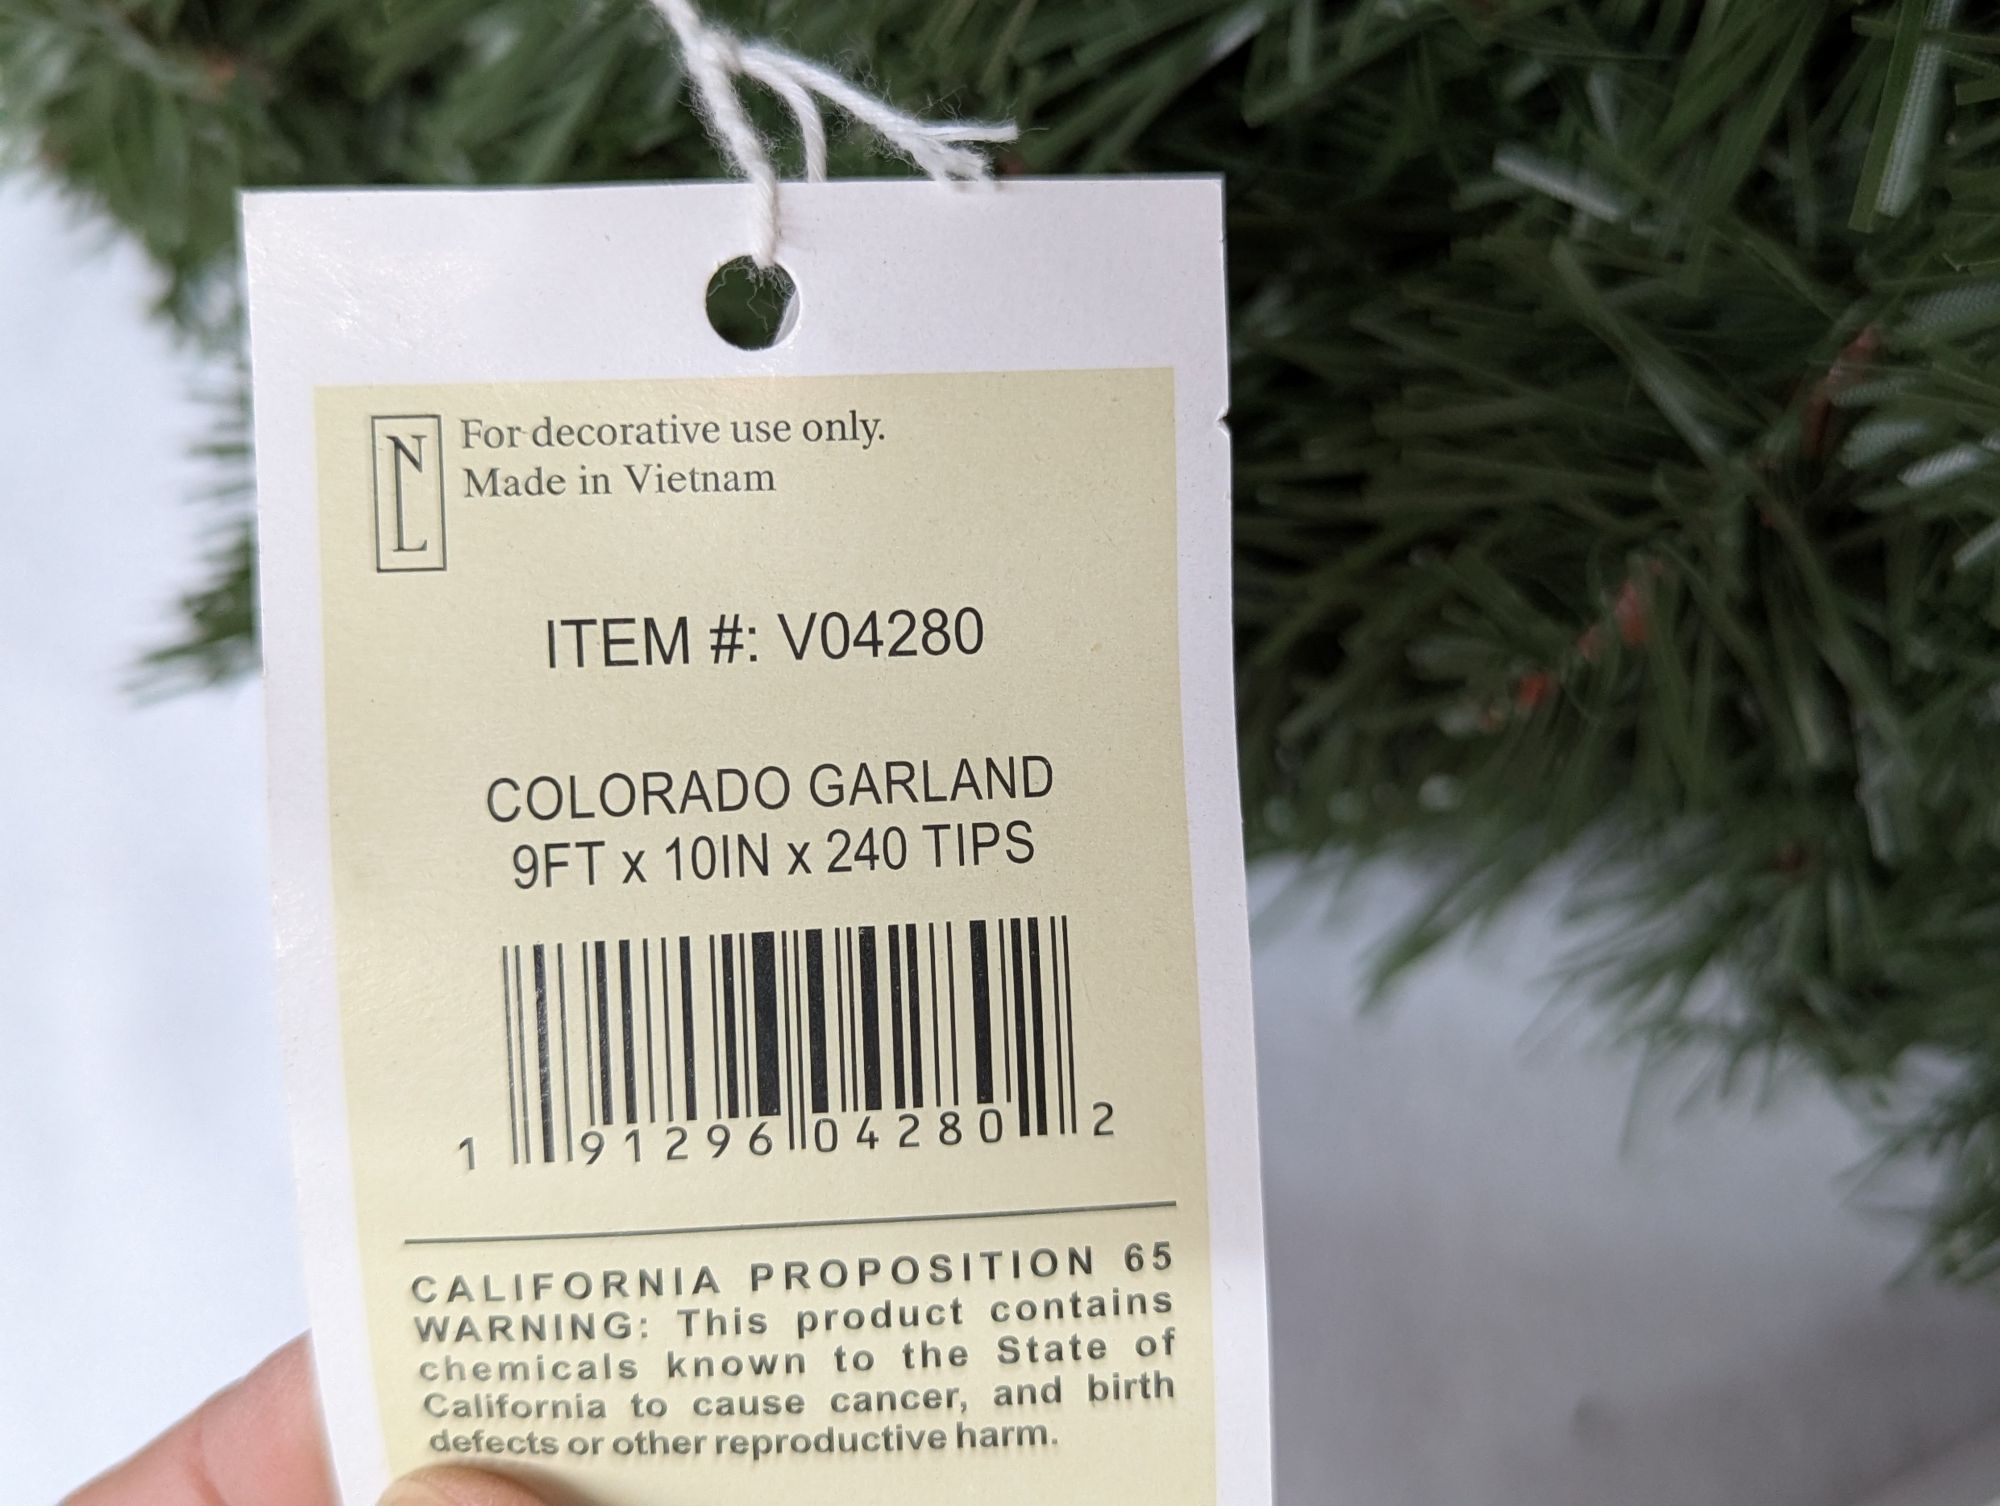 NL
For decorative use only.
Made in Vietnam
ITEM #: V04280
COLORADO GARLAND
9FT x 10IN x 240 TIPS
1 91296 04280 2
CALIFORNIA PROPOSITION 65
WARNING: This product contains
chemicals known to the State of
California to cause cancer, and birth
defects or other reproductive harm.